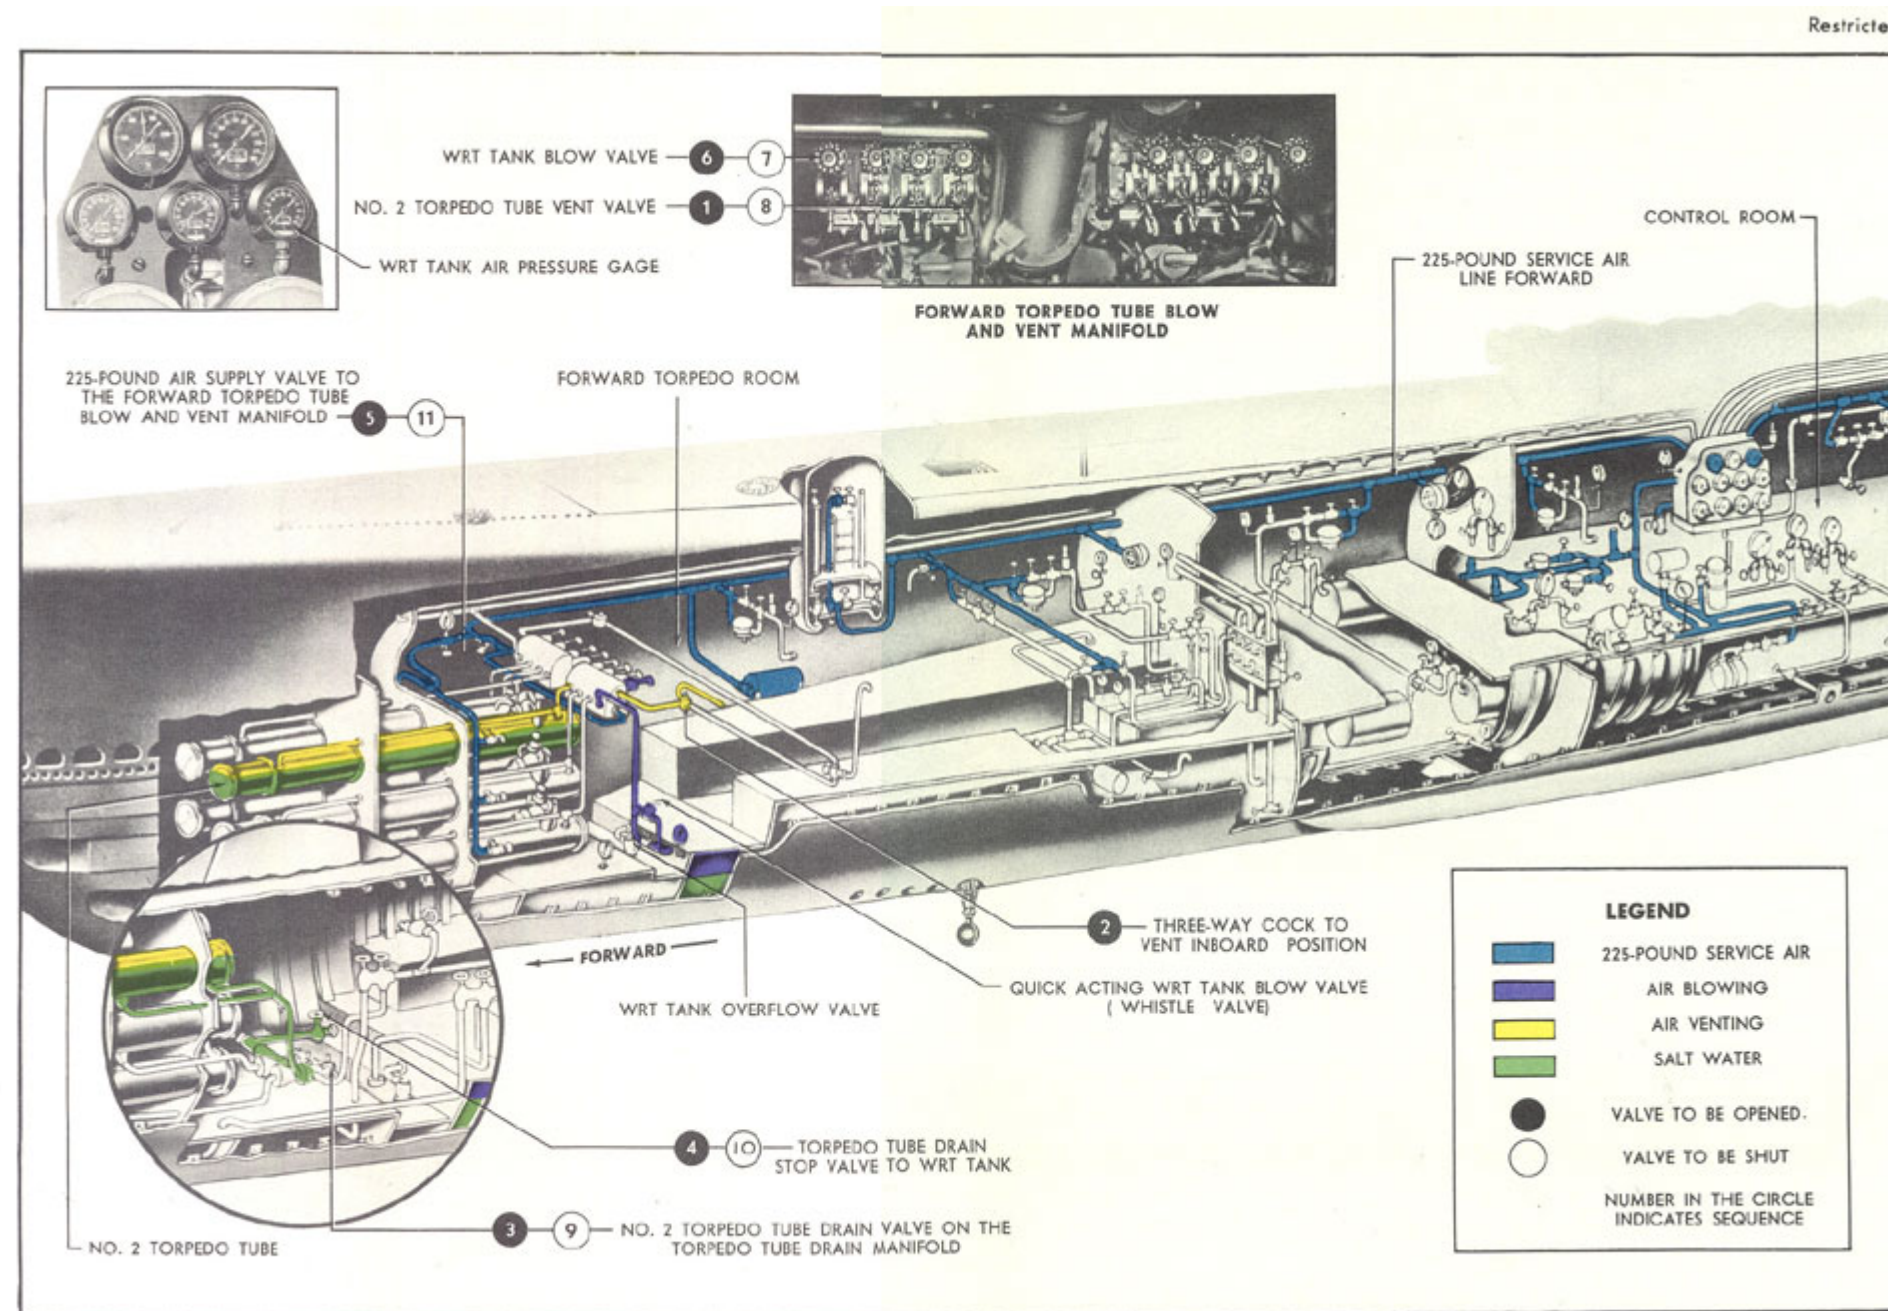 Restricte
WRT TANK BLOW VALVE 6 7
NO. 2 TORPEDO TUBE VENT VALVE 1 8
WRT TANK AIR PRESSURE GAGE
FORWARD TORPEDO TUBE BLOW
AND VENT MANIFOLD
CONTROL ROOM
225-POUND SERVICE AIR
LINE FORWARD
225-POUND AIR SUPPLY VALVE TO
THE FORWARD TORPEDO TUBE
BLOW AND VENT MANIFOLD 5 11
FORWARD TORPEDO ROOM
FORWARD
2 THREE-WAY COCK TO
VENT INBOARD POSITION
QUICK ACTING WRT TANK BLOW VALVE
( WHISTLE VALVE)
WRT TANK OVERFLOW VALVE
4 10 TORPEDO TUBE DRAIN
STOP VALVE TO WRT TANK
3 9 NO. 2 TORPEDO TUBE DRAIN VALVE ON THE
TORPEDO TUBE DRAIN MANIFOLD
NO. 2 TORPEDO TUBE
LEGEND
225-POUND SERVICE AIR
AIR BLOWING
AIR VENTING
SALT WATER
VALVE TO BE OPENED.
VALVE TO BE SHUT
NUMBER IN THE CIRCLE
INDICATES SEQUENCE